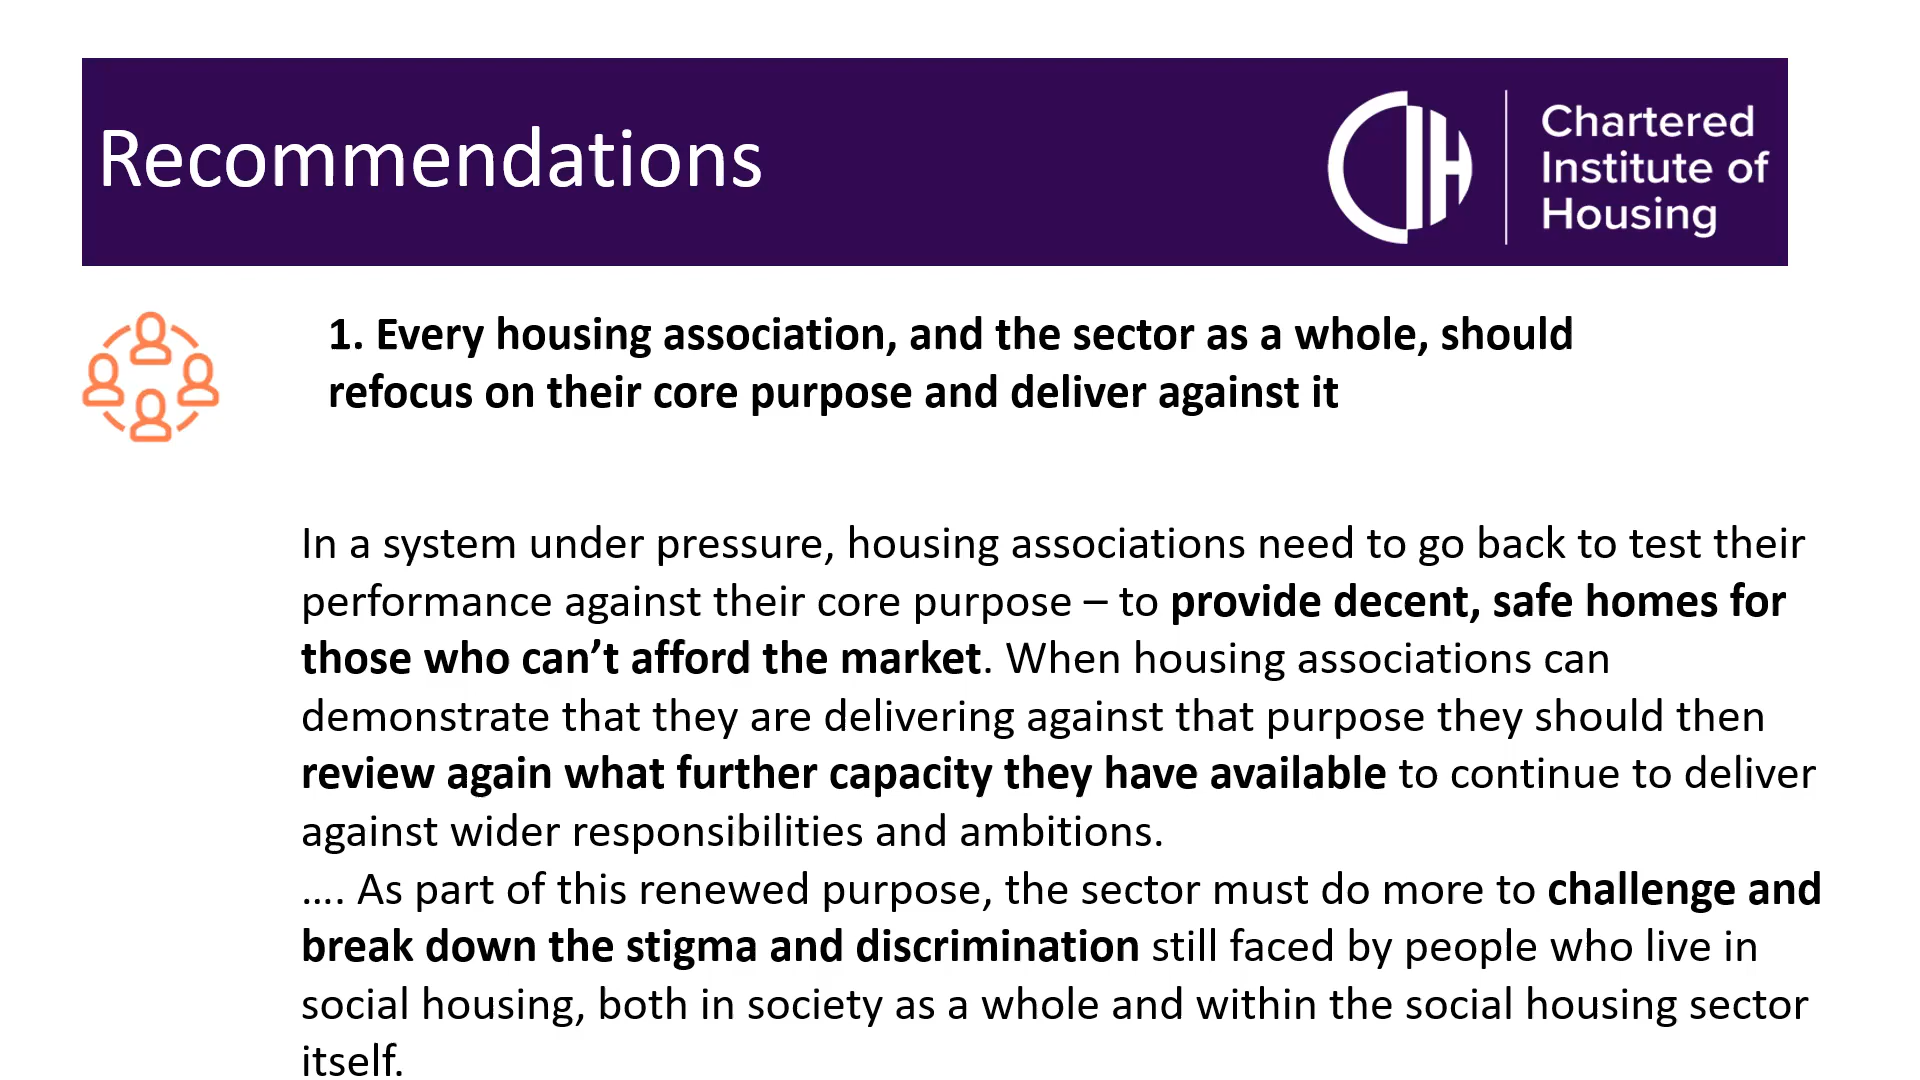 Recommendations
Chartered
Institute of
Housing
1. Every housing association, and the sector as a whole, should
refocus on their core purpose and deliver against it
In a system under pressure, housing associations need to go back to test their
performance against their core purpose – to provide decent, safe homes for
those who can’t afford the market. When housing associations can
demonstrate that they are delivering against that purpose they should then
review again what further capacity they have available to continue to deliver
against wider responsibilities and ambitions.
…. As part of this renewed purpose, the sector must do more to challenge and
break down the stigma and discrimination still faced by people who live in
social housing, both in society as a whole and within the social housing sector
itself.